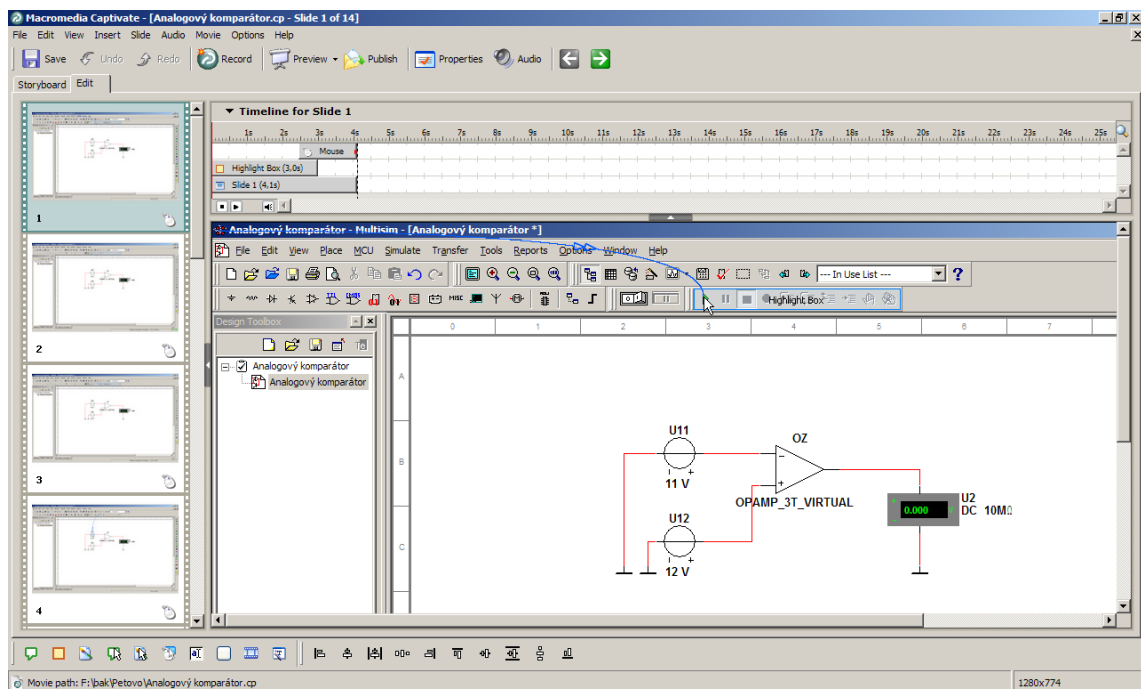 Macromedia Captivate - [Analogový komparátor.cp - Slide 1 of 14]
File Edit View Insert Slide Audio Movie Options Help
Save Undo Redo Record Preview Publish Properties Audio
Storyboard Edit
Timeline for Slide 1
1s 2s 3s 4s 5s 6s 7s 8s 9s 10s 11s 12s 13s 14s 15s 16s 17s 18s 19s 20s 21s 22s 23s 24s 25s
Mouse
Highlight Box (3,0s)
Slide 1 (4,1s)
1
2
3
4
Analogový komparátor - Multisim - [Analogový komparátor *]
File Edit View Place MCU Simulate Transfer Tools Reports Options Window Help
--- In Use List --- ?
MISC
Highlight Box
Design Toolbox
Analogový komparátor
Analogový komparátor
0 1 2 3 4 5 6 7
A
B
C
U11
11 V
U12
12 V
OZ
OPAMP_3T_VIRTUAL
0.000
U2
DC 10MΩ
Movie path: F:\bak\Petovo\Analogový komparátor.cp
1280x774